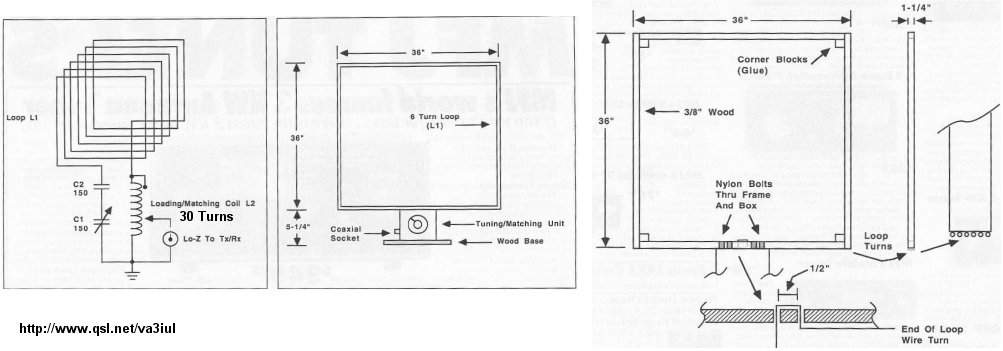 Loop L1
C2
150
C1
150
Loading/Matching Coil L2
30 Turns
Lo-Z To Tx/Rx
36"
36"
6 Turn Loop
(L1)
5-1/4"
Coaxial
Socket
Tuning/Matching Unit
Wood Base
36"
1-1/4"
Corner Blocks
(Glue)
3/8" Wood
36"
Nylon Bolts
Thru Frame
And Box
Loop
Turns
1/2"
End Of Loop
Wire Turn
http://www.qsl.net/va3iul